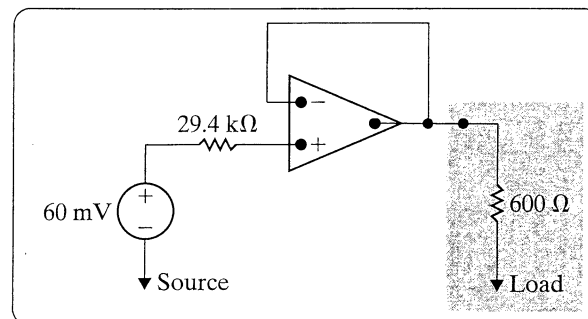 29.4 kΩ
−
+
60 mV
+
−
600 Ω
Source
Load